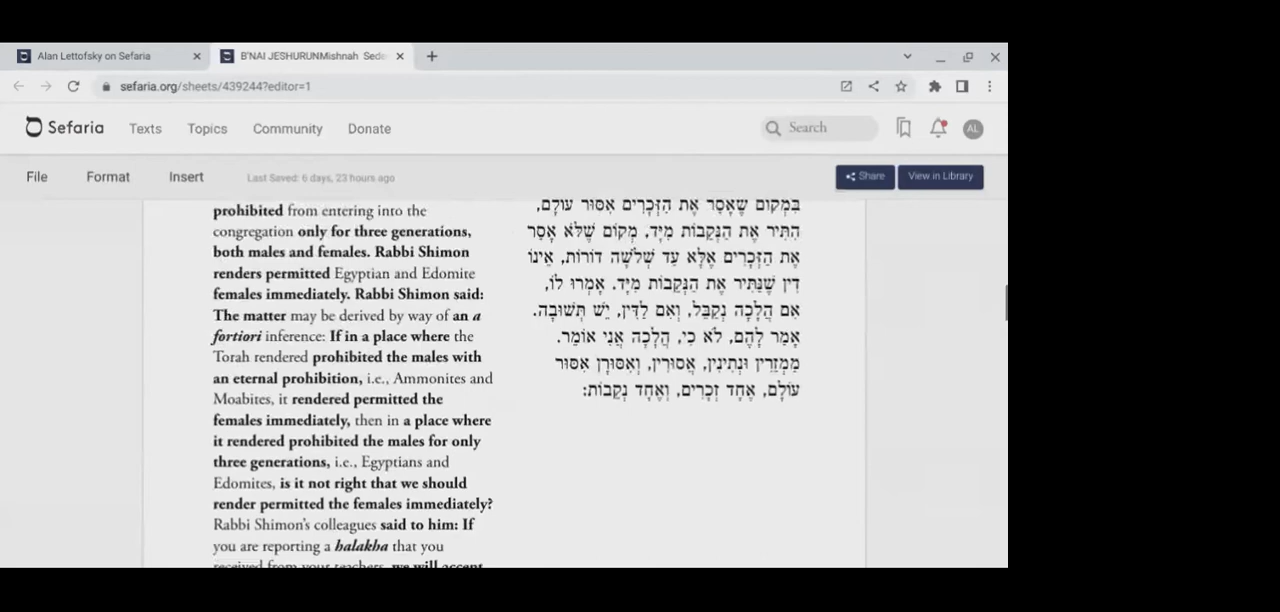 Alan Lettofsky on Sefaria
B'NAI JESHURUNMishnah Sede
sefaria.org/sheets/439244?editor=1
Sefaria
Texts
Topics
Community
Donate
Search
AL
File
Format
Insert
Last Saved: 6 days, 23 hours ago
Share
View in Library
prohibited from entering into the
congregation only for three generations,
both males and females. Rabbi Shimon
renders permitted Egyptian and Edomite
females immediately. Rabbi Shimon said:
The matter may be derived by way of an a
fortiori inference: If in a place where the
Torah rendered prohibited the males with
an eternal prohibition, i.e., Ammonites and
Moabites, it rendered permitted the
females immediately, then in a place where
it rendered prohibited the males for only
three generations, i.e., Egyptians and
Edomites, is it not right that we should
render permitted the females immediately?
Rabbi Shimon's colleagues said to him: If
you are reporting a halakha that you
received from your teachers, we will accept
בִּמְקוֹם שֶׁאָסַר אֶת הַזְּכָרִים אִסּוּר עוֹלָם,
הִתִּיר אֶת הַנְּקֵבוֹת מִיָּד, מְקוֹם שֶׁלֹּא אָסַר
אֶת הַזְּכָרִים אֶלָּא עַד שְׁלֹשָׁה דוֹרוֹת, אֵינוֹ
דִין שֶׁנַּתִּיר אֶת הַנְּקֵבוֹת מִיָּד. אָמְרוּ לוֹ,
אִם הֲלָכָה נְקַבֵּל, וְאִם לַדִּין, יֵשׁ תְּשׁוּבָה.
אָמַר לָהֶם, לֹא כִי, הֲלָכָה אֲנִי אוֹמֵר.
מַמְזֵרִין וּנְתִינִין, אֲסוּרִין, וְאִסּוּרָן אִסּוּר
עוֹלָם, אֶחָד זְכָרִים, וְאֶחָד נְקֵבוֹת: